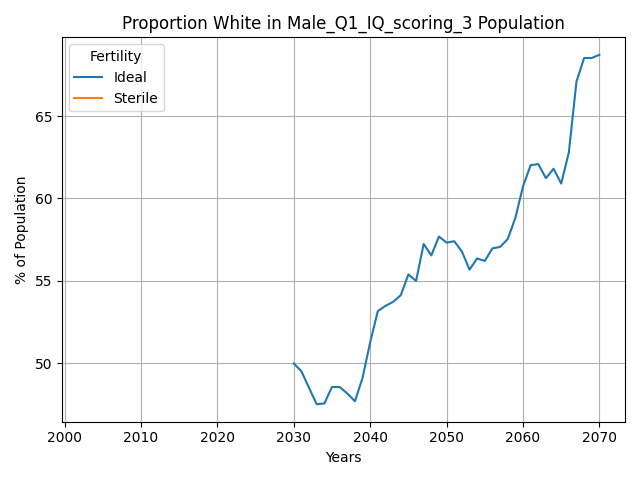 Proportion White in Male_Q1_IQ_scoring_3 Population
Fertility
Ideal
Sterile
65
60
55
50
% of Population
2000 2010 2020 2030 2040 2050 2060 2070
Years